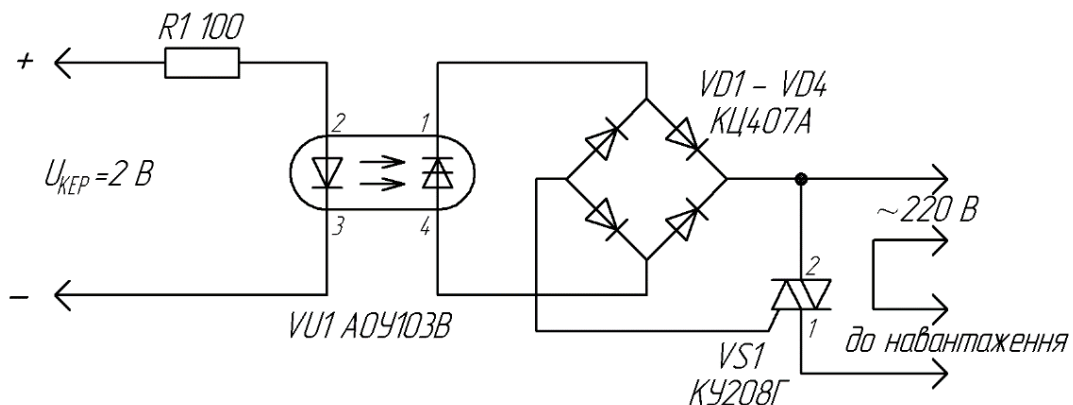 R1 100
+
2
1
VD1 – VD4
КЦ407А
U КЕР =2 В
3
4
~220 В
2
–
VU1 АОУ103В
1
до навантаження
VS1
КУ208Г